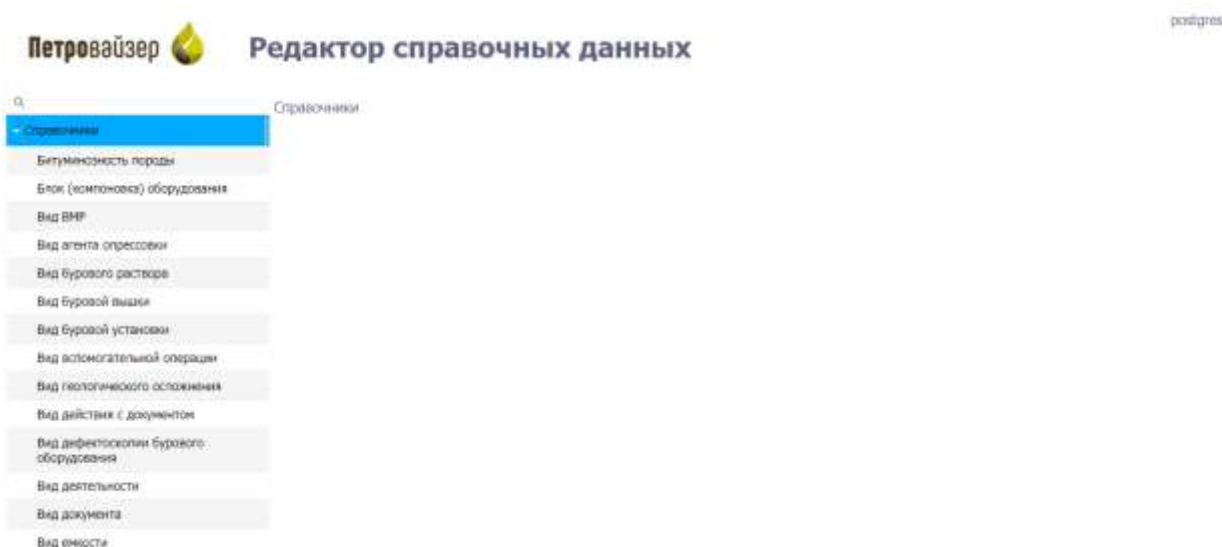 postgres
Петровайзер
Редактор справочных данных
Справочники
Справочники
Битуминозность породы
Блок (компоновка) оборудования
Вид ВМР
Вид агента опрессовки
Вид бурового раствора
Вид буровой вышки
Вид буровой установки
Вид вспомогательной операции
Вид геологического осложнения
Вид действия с документом
Вид дефектоскопии бурового
оборудования
Вид деятельности
Вид документа
Вид емкости